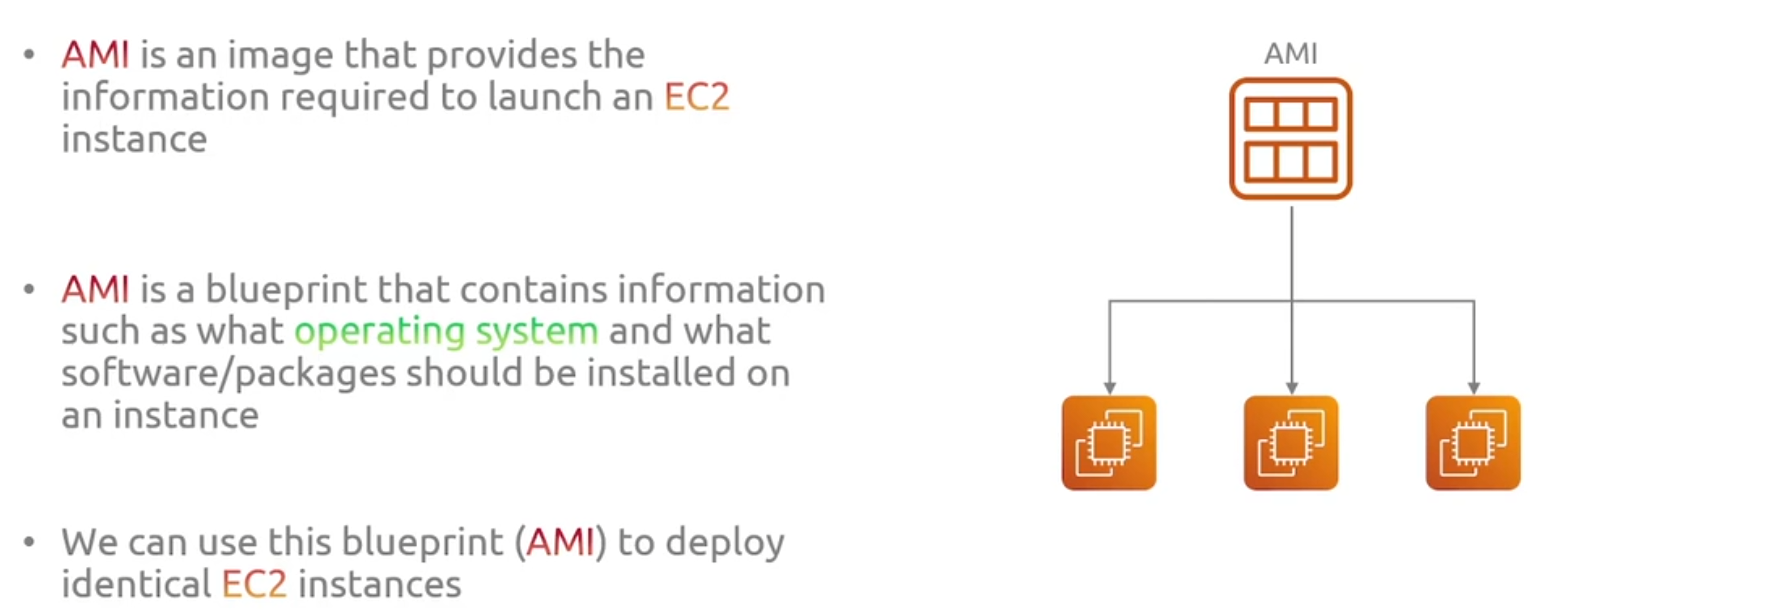 • AMI is an image that provides the
information required to launch an EC2
instance
• AMI is a blueprint that contains information
such as what operating system and what
software/packages should be installed on
an instance
• We can use this blueprint (AMI) to deploy
identical EC2 instances
AMI